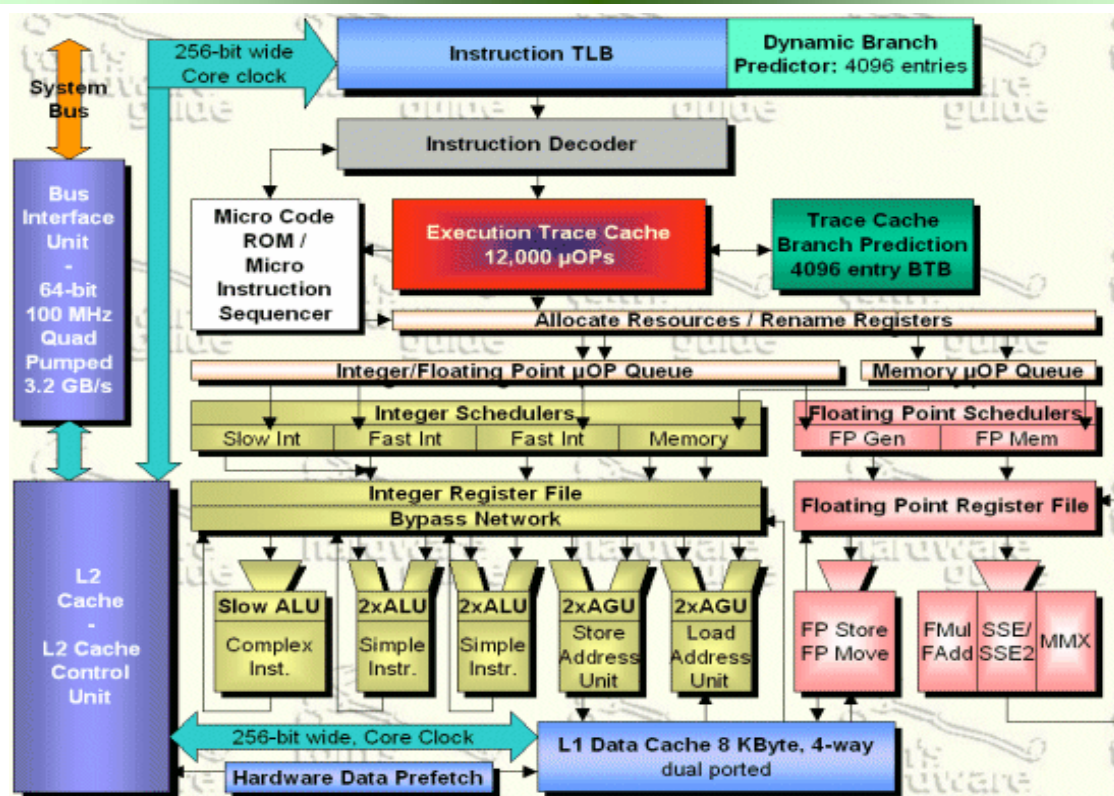 256-bit wide
Core clock
Instruction TLB
Dynamic Branch
Predictor: 4096 entries
System
Bus
Instruction Decoder
Bus
Interface
Unit
-
64-bit
100 MHz
Quad
Pumped
3.2 GB/s
Micro Code
ROM /
Micro
Instruction
Sequencer
Execution Trace Cache
12,000 µOPs
Trace Cache
Branch Prediction
4096 entry BTB
Allocate Resources / Rename Registers
Integer/Floating Point µOP Queue
Memory µOP Queue
Integer Schedulers
Slow Int
Fast Int
Fast Int
Memory
Floating Point Schedulers
FP Gen
FP Mem
Integer Register File
Bypass Network
Floating Point Register File
L2
Cache
-
L2 Cache
Control
Unit
Slow ALU
Complex
Inst.
2xALU
Simple
Instr.
2xALU
Simple
Instr.
2xAGU
Store
Address
Unit
2xAGU
Load
Address
Unit
FP Store
FP Move
FMul
FAdd
SSE/
SSE2
MMX
256-bit wide, Core Clock
L1 Data Cache 8 KByte, 4-way
dual ported
Hardware Data Prefetch
tom's
hardware
guide